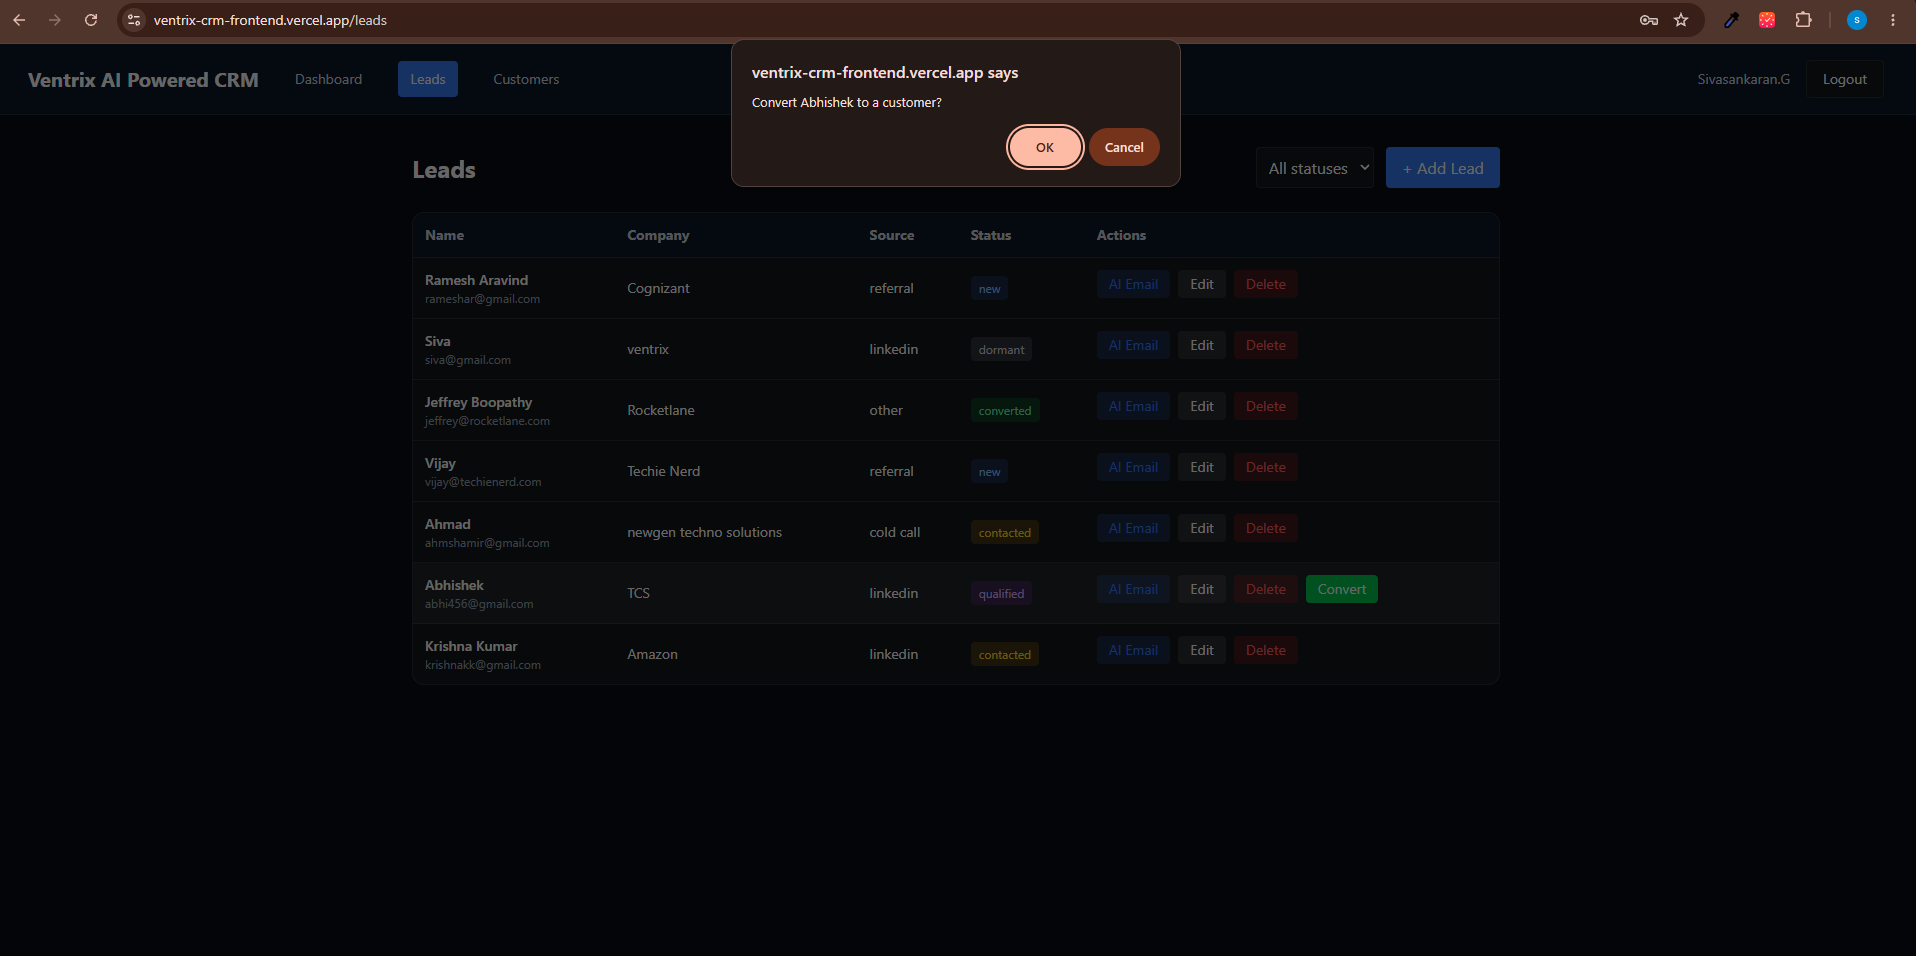 ventrix-crm-frontend.vercel.app/leads
s
ventrix-crm-frontend.vercel.app says
Convert Abhishek to a customer?
OK Cancel
Ventrix AI Powered CRM Dashboard Leads Customers Sivasankaran.G Logout
Leads All statuses + Add Lead
Name Company Source Status Actions
Ramesh Aravind
rameshar@gmail.com
Cognizant referral new AI Email Edit Delete
Siva
siva@gmail.com
ventrix linkedin dormant AI Email Edit Delete
Jeffrey Boopathy
jeffrey@rocketlane.com
Rocketlane other converted AI Email Edit Delete
Vijay
vijay@techienerd.com
Techie Nerd referral new AI Email Edit Delete
Ahmad
ahmshamir@gmail.com
newgen techno solutions cold call contacted AI Email Edit Delete
Abhishek
abhi456@gmail.com
TCS linkedin qualified AI Email Edit Delete Convert
Krishna Kumar
krishnakk@gmail.com
Amazon linkedin contacted AI Email Edit Delete